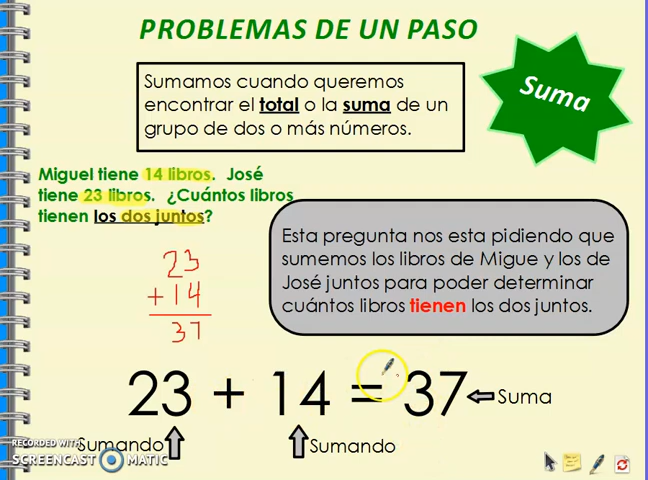 PROBLEMAS DE UN PASO
Sumamos cuando queremos
encontrar el total o la suma de un
grupo de dos o más números.
Suma
Miguel tiene 14 libros. José
tiene 23 libros. ¿Cuántos libros
tienen los dos juntos?
Esta pregunta nos esta pidiendo que
sumemos los libros de Migue y los de
José juntos para poder determinar
cuántos libros tienen los dos juntos.
23
+ 14
37
23 + 14 = 37
Suma
Sumando
Sumando
RECORDED WITH
SCREENCAST MATIC